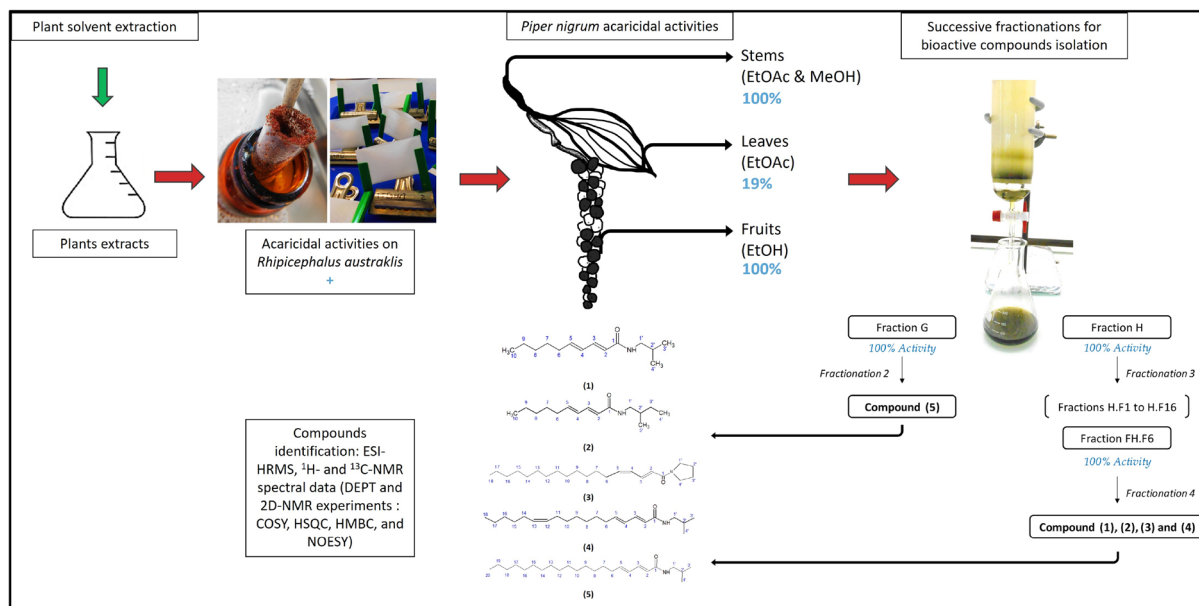 Plant solvent extraction
Plants extracts
Acaricidal activities on
Rhipicephalus austraklis
+
Piper nigrum acaricidal activities
Stems
(EtOAc & MeOH)
100%
Leaves
(EtOAc)
19%
Fruits
(EtOH)
100%
Successive fractionations for
bioactive compounds isolation
Fraction G
100% Activity
Fractionation 2
Compound (5)
Fraction H
100% Activity
Fractionation 3
Fractions H.F1 to H.F16
Fraction FH.F6
100% Activity
Fractionation 4
Compound (1), (2), (3) and (4)
Compounds
identification: ESI-
HRMS, ¹H- and ¹³C-NMR
spectral data (DEPT and
2D-NMR experiments :
COSY, HSQC, HMBC, and
NOESY)
(1)
(2)
(3)
(4)
(5)